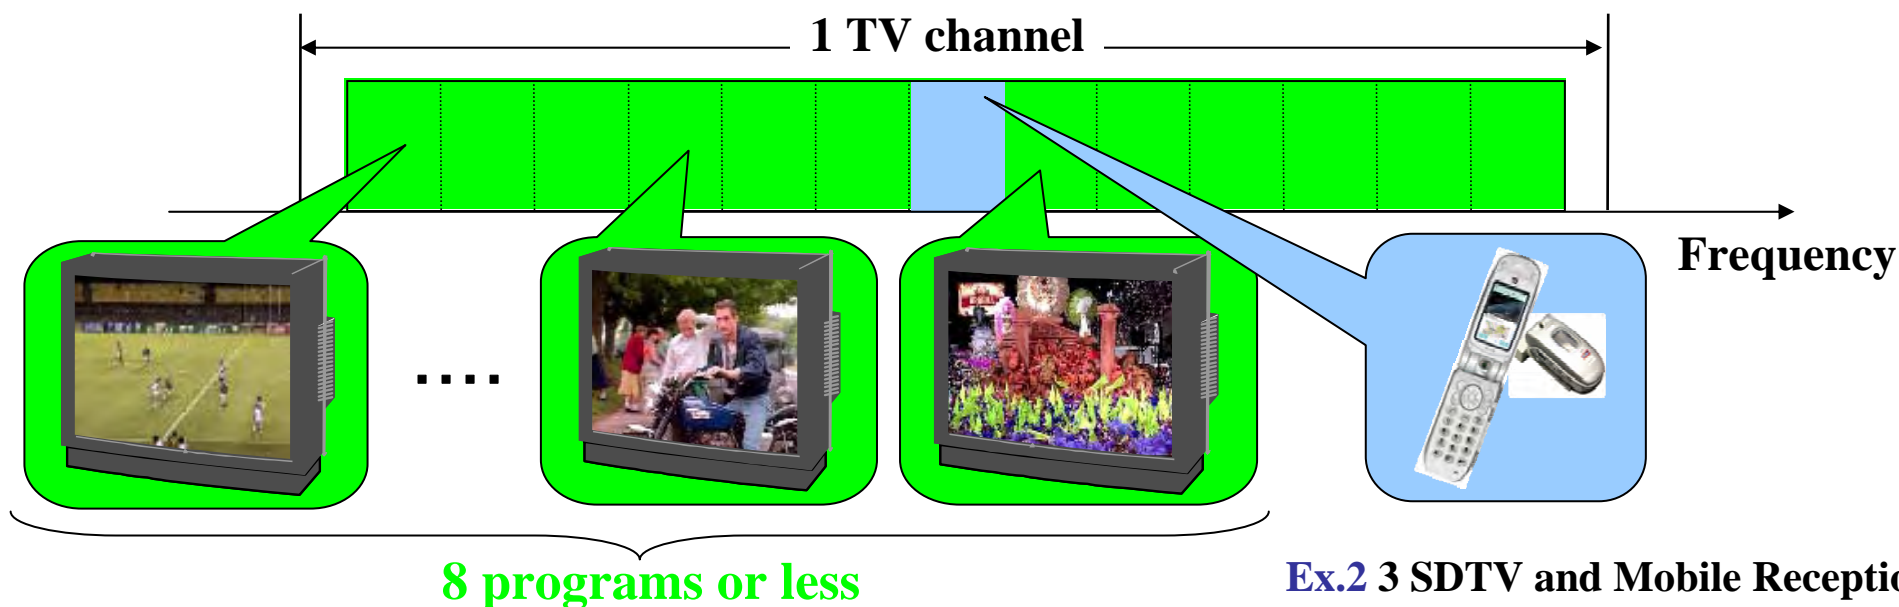 1 TV channel
Frequency
....
8 programs or less
Ex.2 3 SDTV and Mobile Receptio